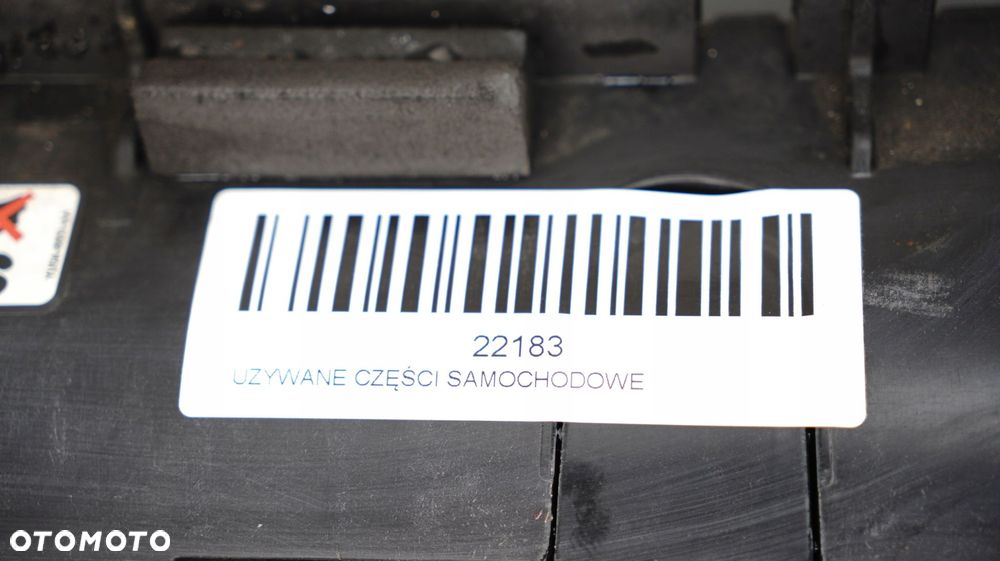 22183
UZYWANE CZĘŚCI SAMOCHODOWE
OTOMOTO